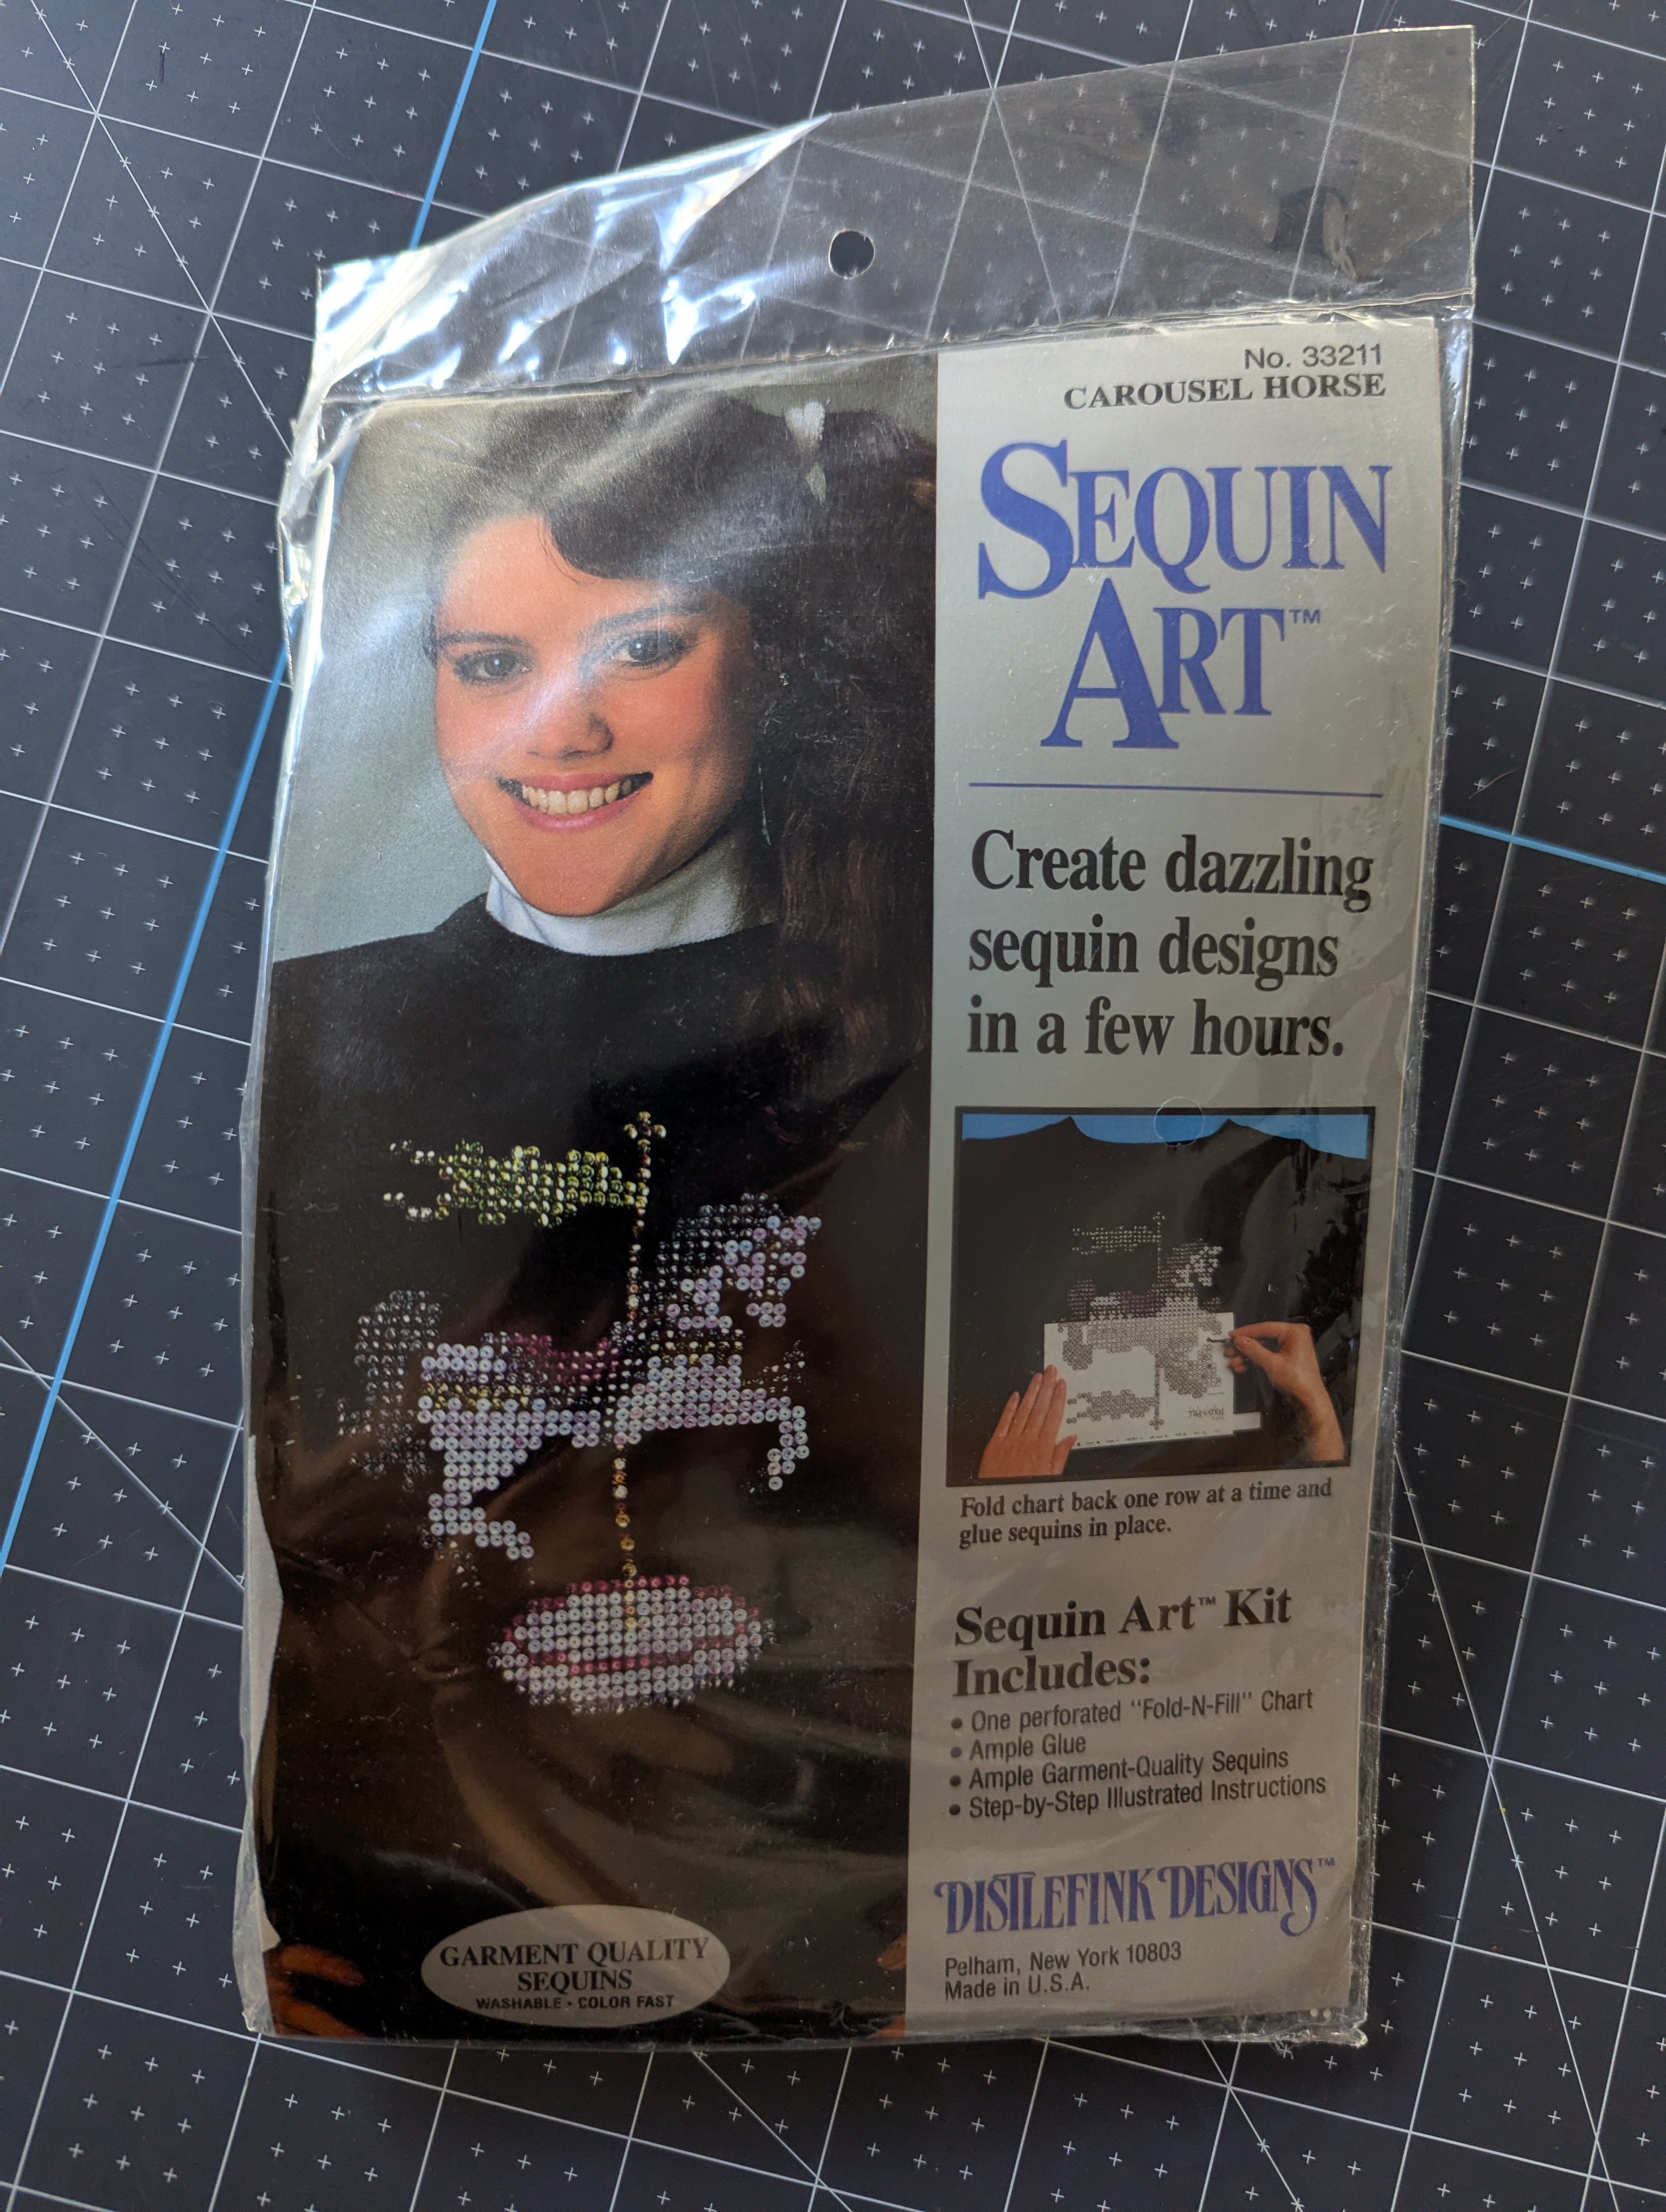 No. 33211
CAROUSEL HORSE
SEQUIN
ART™
Create dazzling
sequin designs
in a few hours.
Fold chart back one row at a time and
glue sequins in place.
Sequin Art™ Kit
Includes:
• One perforated "Fold-N-Fill" Chart
• Ample Glue
• Ample Garment-Quality Sequins
• Step-by-Step Illustrated Instructions
DISTLEFINK DESIGNS™
Pelham, New York 10803
Made in U.S.A.
GARMENT QUALITY
SEQUINS
WASHABLE • COLOR FAST